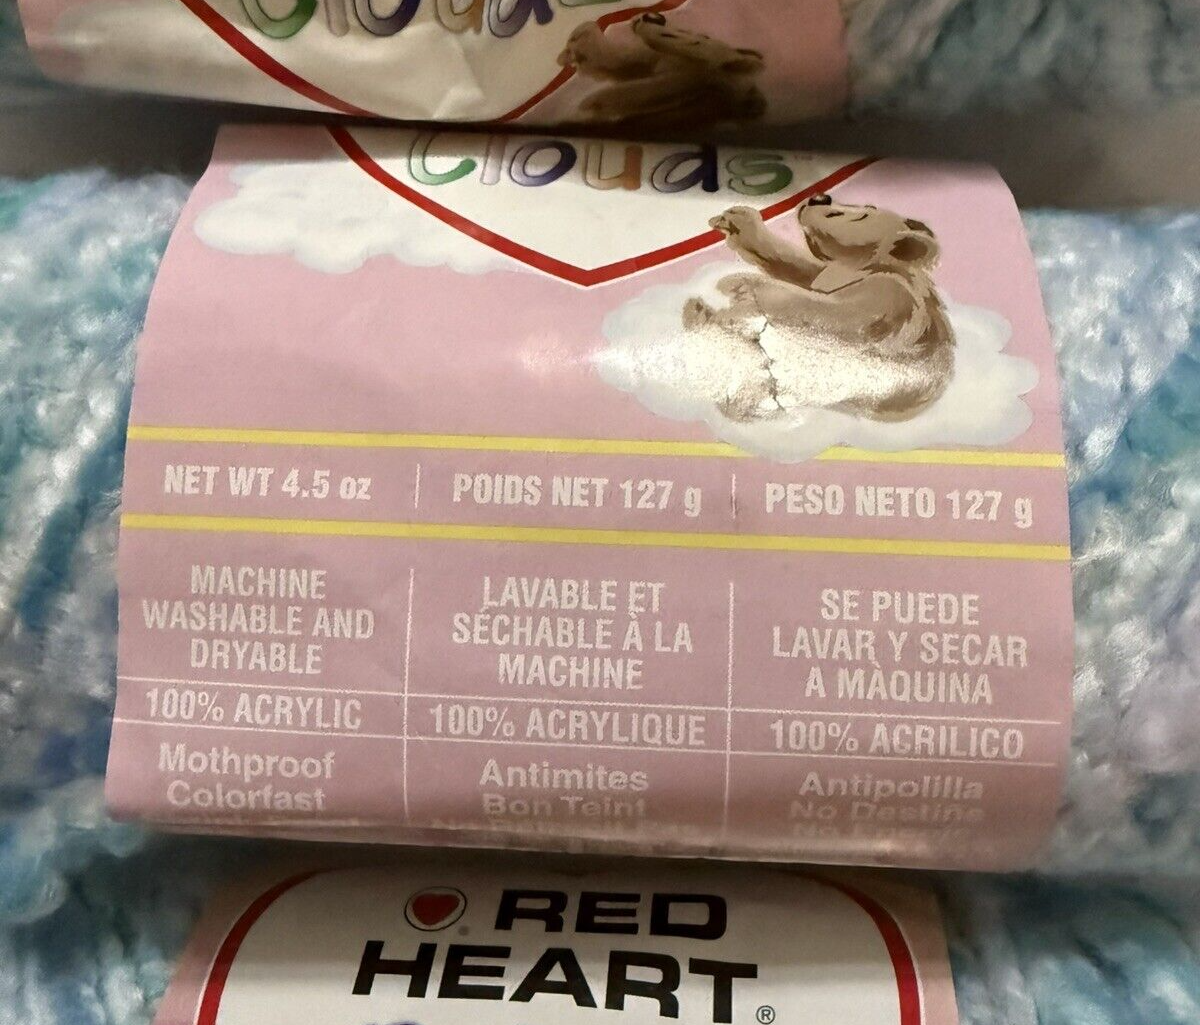 Clouds
Clouds
NET WT 4.5 oz
POIDS NET 127 g
PESO NETO 127 g
MACHINE
WASHABLE AND
DRYABLE
LAVABLE ET
SÉCHABLE À LA
MACHINE
SE PUEDE
LAVAR Y SECAR
A MÀQUINA
100% ACRYLIC
100% ACRYLIQUE
100% ACRILICO
Mothproof
Colorfast
Antimites
Bon Teint
Antipolilla
No Destiñe
RED
HEART®